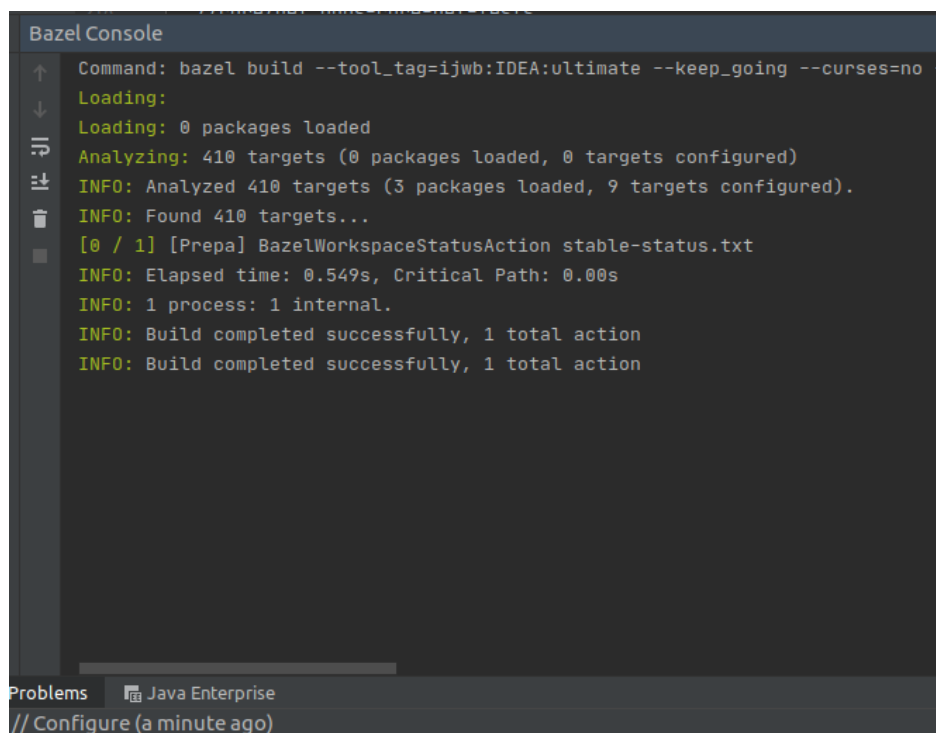 Bazel Console
Command: bazel build --tool_tag=ijwb:IDEA:ultimate --keep_going --curses=no
Loading:
Loading: 0 packages loaded
Analyzing: 410 targets (0 packages loaded, 0 targets configured)
INFO: Analyzed 410 targets (3 packages loaded, 9 targets configured).
INFO: Found 410 targets...
[0 / 1] [Prepa] BazelWorkspaceStatusAction stable-status.txt
INFO: Elapsed time: 0.549s, Critical Path: 0.00s
INFO: 1 process: 1 internal.
INFO: Build completed successfully, 1 total action
INFO: Build completed successfully, 1 total action
Problems Java Enterprise
// Configure (a minute ago)